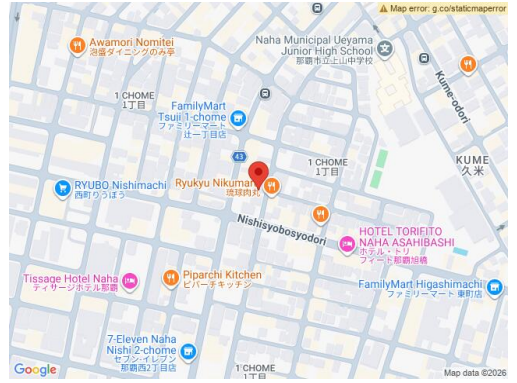 Map error: g.co/staticmaperror
Awamori Nomitei
泡盛ダイニングのみ亭
Naha Municipal Ueyama
Junior High School
那覇市立上山中学校
Kume-odori
1 CHOME
1丁目
FamilyMart
Tsuji 1-chome
ファミリーマート
辻一丁目店
43
1 CHOME
1丁目
KUME
久米
RYUBO Nishimachi
西町りうぼう
Ryukyu Nikumaru
琉球肉丸
Nishisyobosyodori
HOTEL TORIFITO
NAHA ASAHIBASHI
ホテル・トリ
フィート那覇旭橋
Tissage Hotel Naha
ティサージホテル那覇
Piparchi Kitchen
ピパーチキッチン
FamilyMart Higashimachi
ファミリーマート 東町店
7-Eleven Naha
Nishi 2-chome
セブン-イレブン
那覇西2丁目店
1 CHOME
1丁目
Google
Map data ©2026